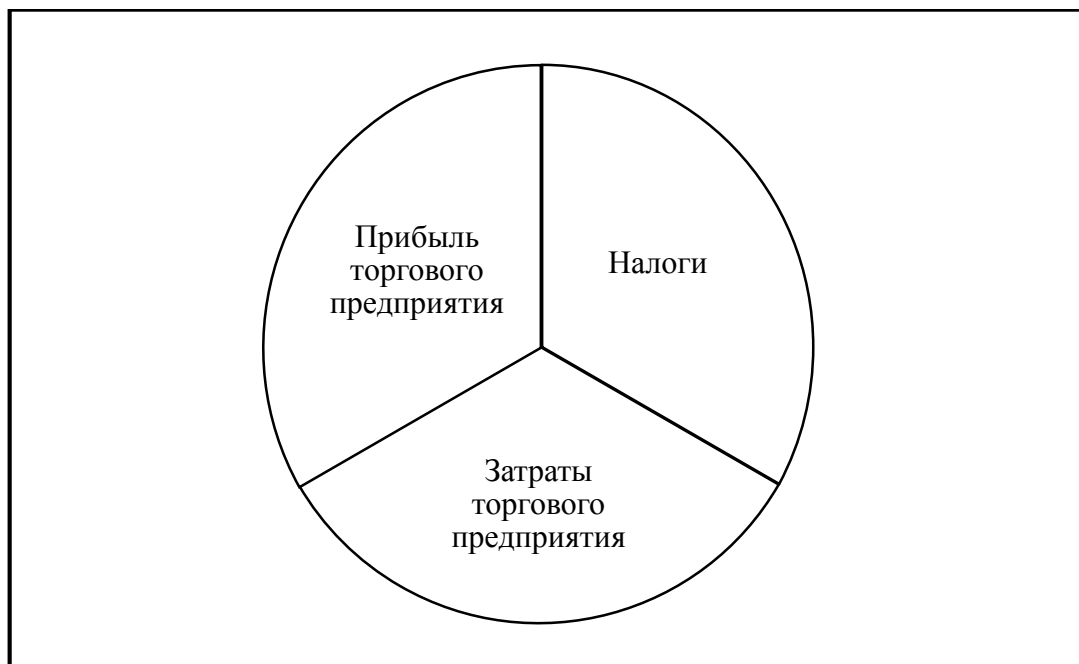 Прибыль
торгового
предприятия
Налоги
Затраты
торгового
предприятия